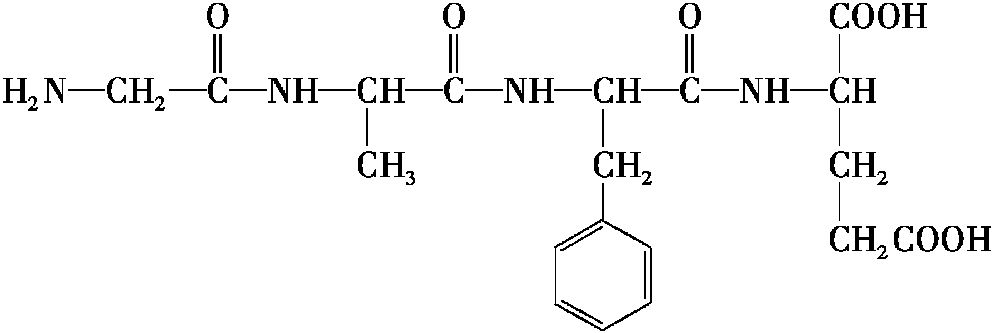 O O O COOH
H₂N—CH₂—C—NH—CH—C—NH—CH—C—NH—CH
CH₃ CH₂ CH₂
CH₂COOH